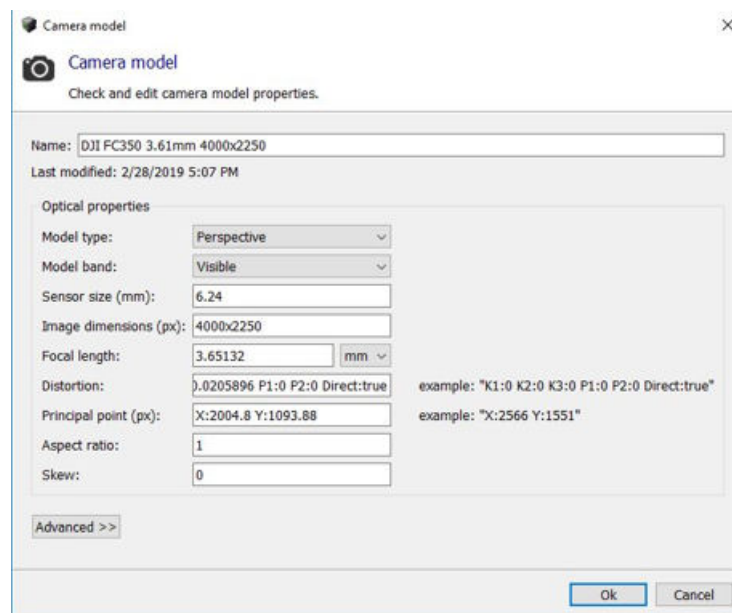 Camera model
Camera model
Check and edit camera model properties.
Name: DJI FC350 3.61mm 4000x2250
Last modified: 2/28/2019 5:07 PM
Optical properties
Model type: Perspective
Model band: Visible
Sensor size (mm): 6.24
Image dimensions (px): 4000x2250
Focal length: 3.65132 mm
Distortion: .0205896 P1:0 P2:0 Direct:true example: "K1:0 K2:0 K3:0 P1:0 P2:0 Direct:true"
Principal point (px): X:2004.8 Y:1093.88 example: "X:2566 Y:1551"
Aspect ratio: 1
Skew: 0
Advanced >>
Ok Cancel